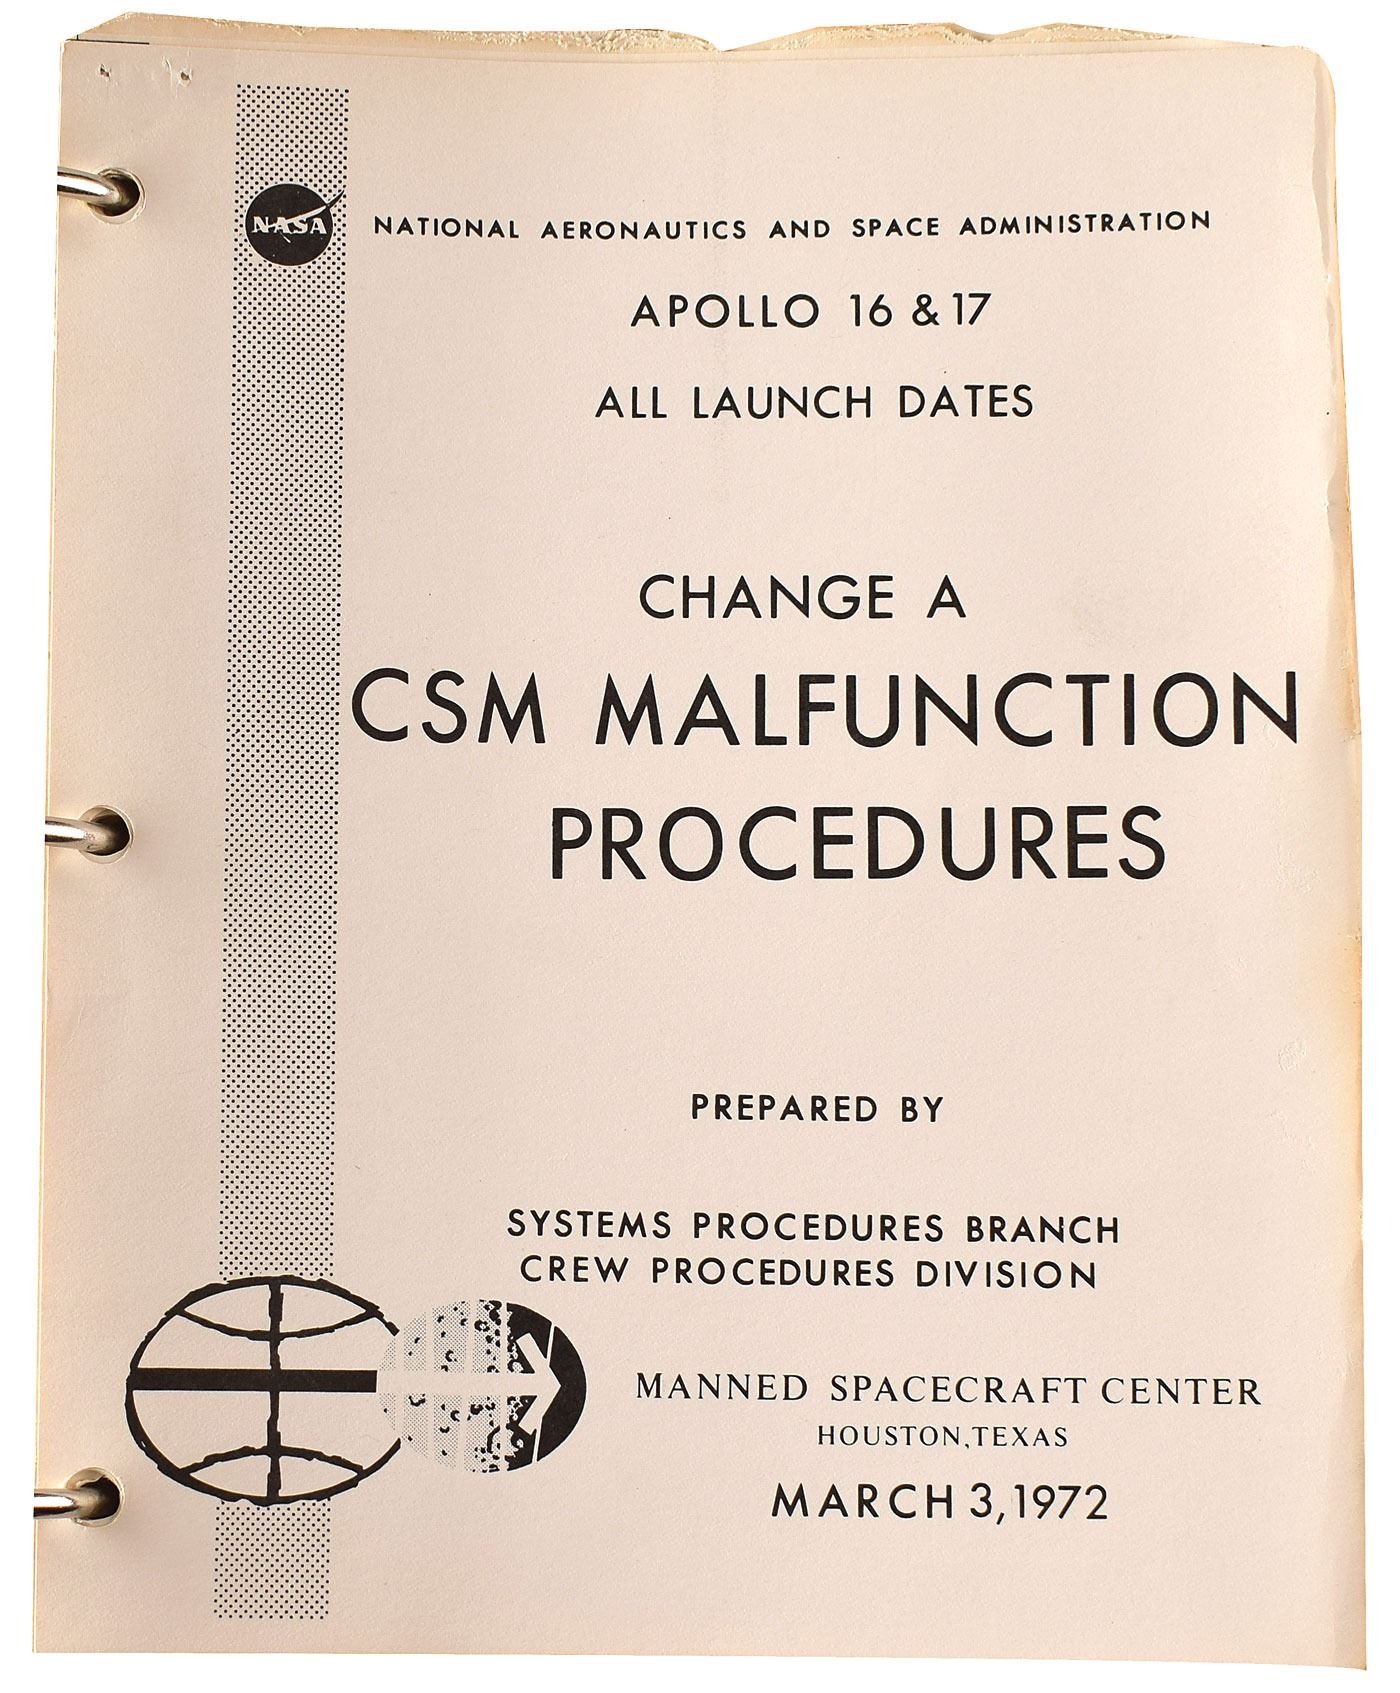 NASA
NATIONAL AERONAUTICS AND SPACE ADMINISTRATION
APOLLO 16 & 17
ALL LAUNCH DATES
CHANGE A
CSM MALFUNCTION
PROCEDURES
PREPARED BY
SYSTEMS PROCEDURES BRANCH
CREW PROCEDURES DIVISION
MANNED SPACECRAFT CENTER
HOUSTON, TEXAS
MARCH 3, 1972